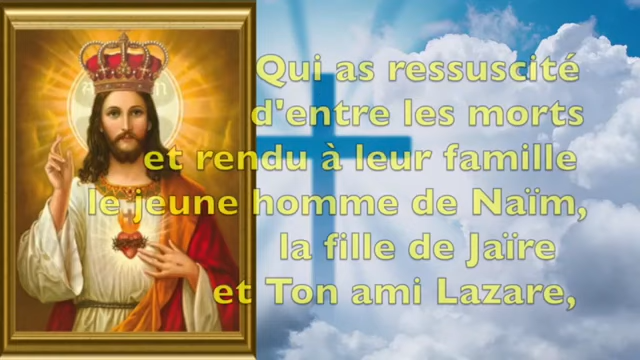 Qui as ressuscité
d'entre les morts
et rendu à leur famille
le jeune homme de Naïm,
la fille de Jaïre
et Ton ami Lazare,